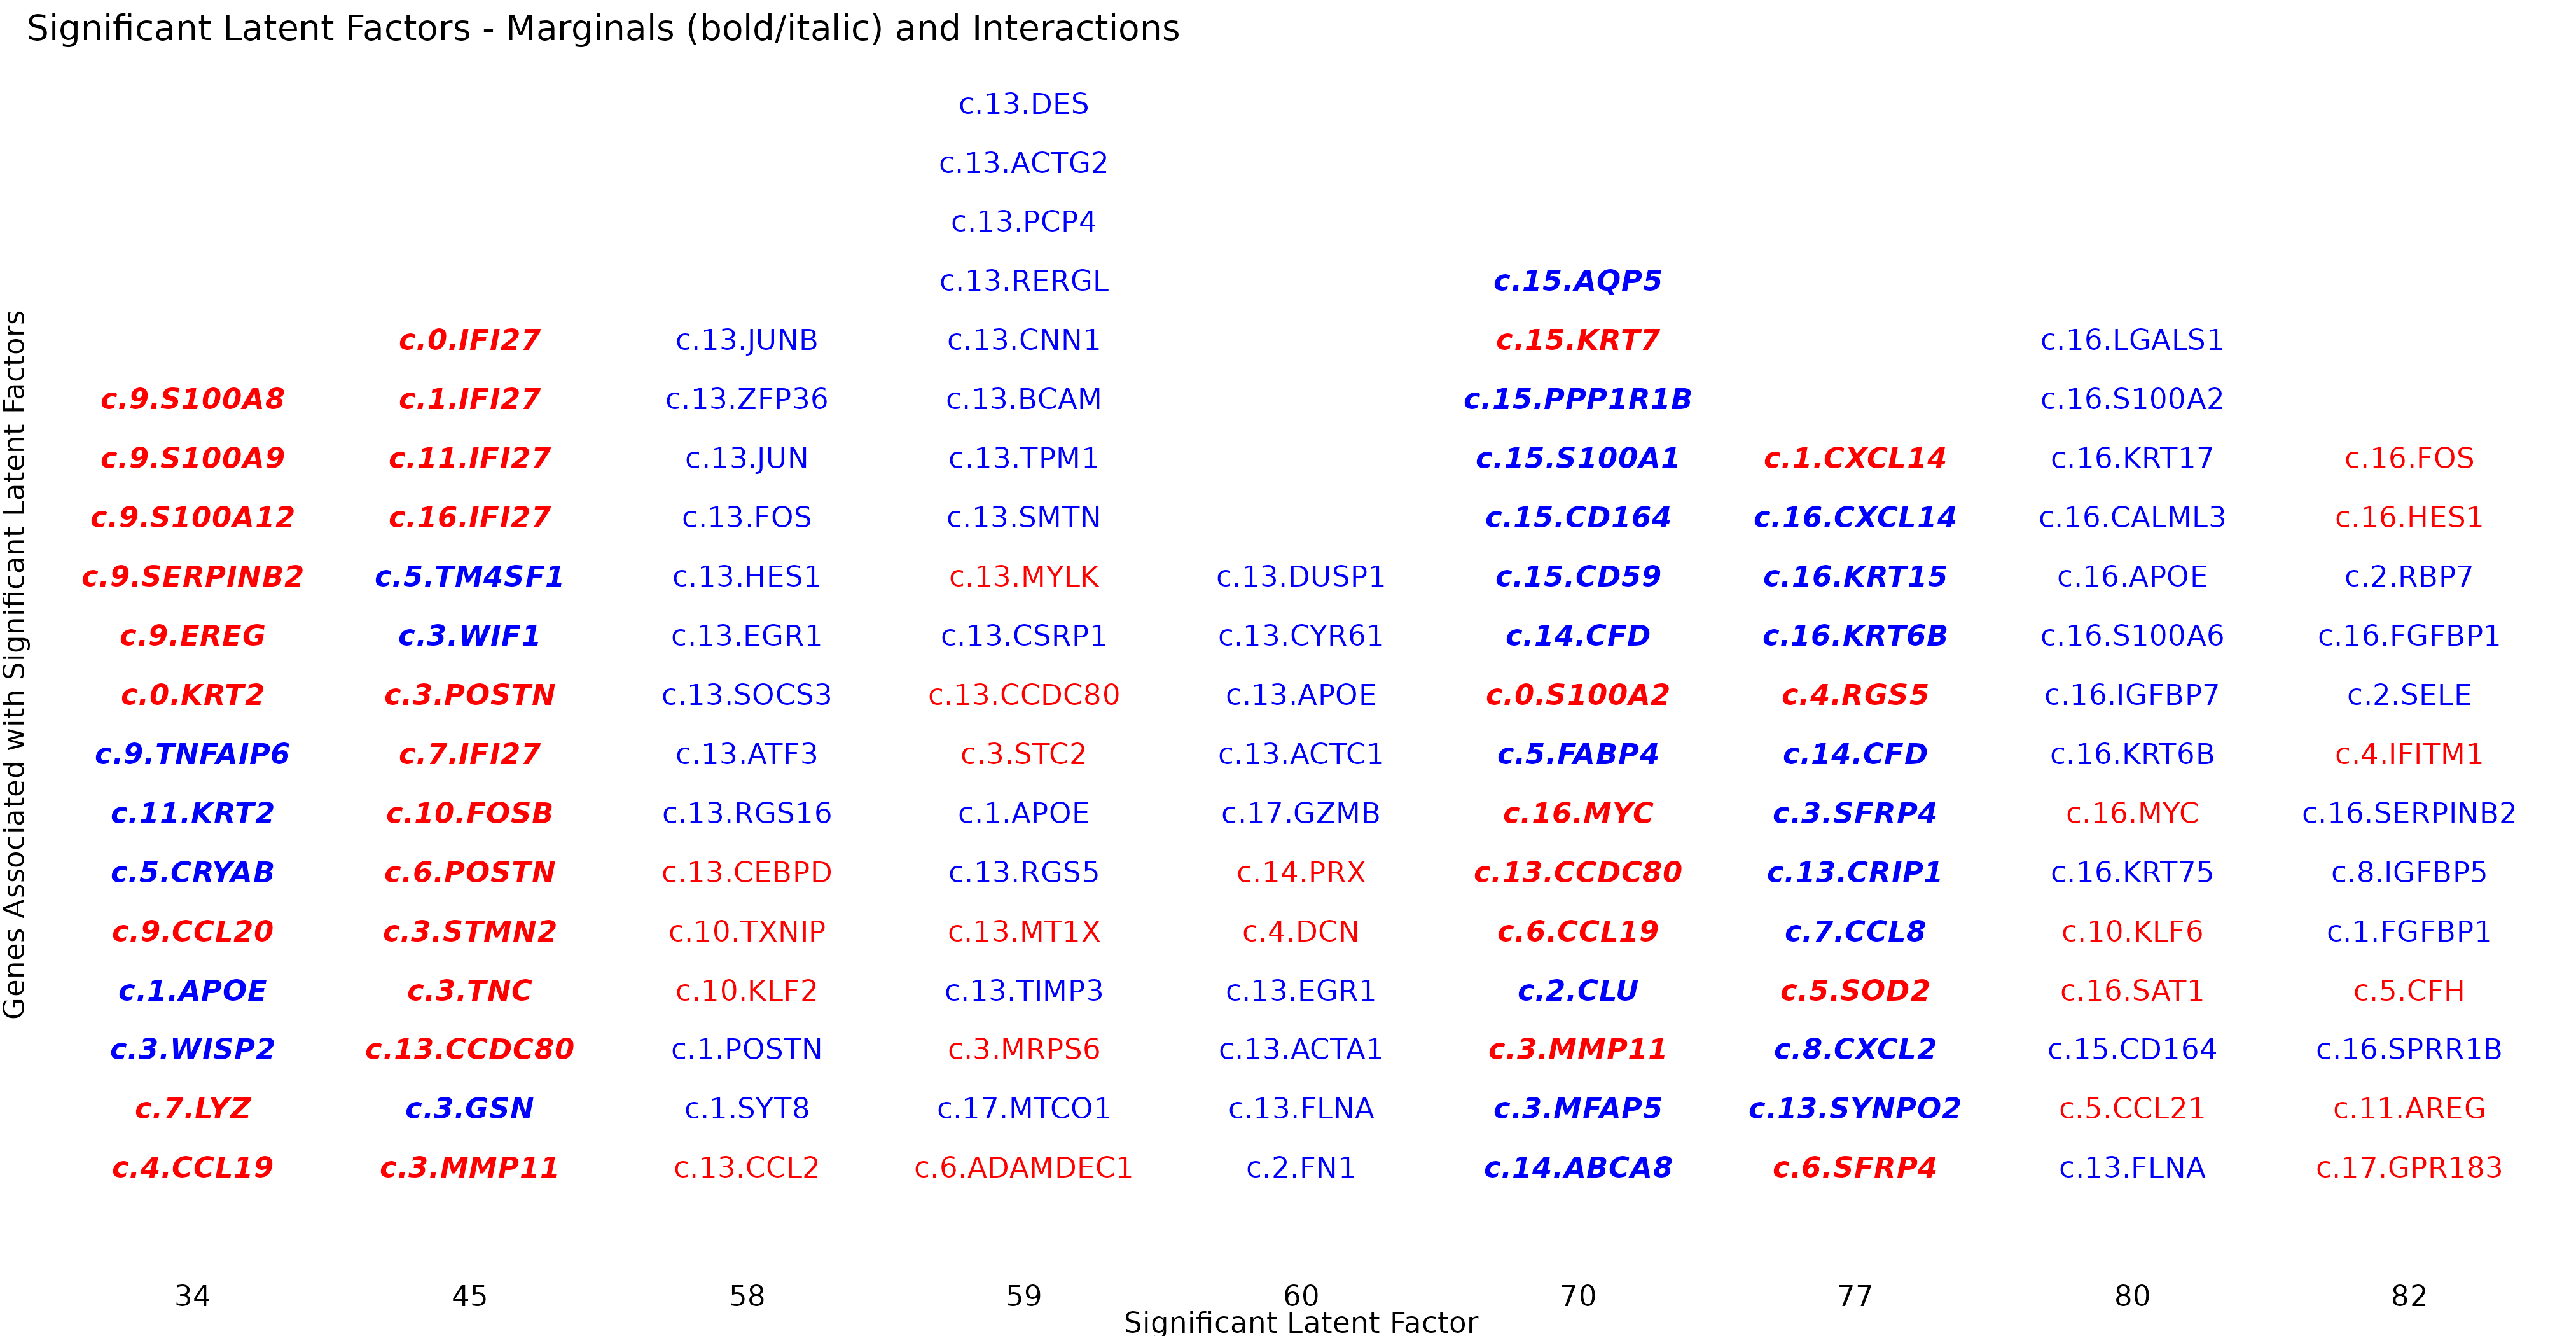 Significant Latent Factors - Marginals (bold/italic) and Interactions
c.13.DES
c.13.ACTG2
c.13.PCP4
c.13.RERGL c.15.AQP5
c.0.IFI27 c.13.JUNB c.13.CNN1 c.15.KRT7 c.16.LGALS1
c.9.S100A8 c.1.IFI27 c.13.ZFP36 c.13.BCAM c.15.PPP1R1B c.16.S100A2
c.9.S100A9 c.11.IFI27 c.13.JUN c.13.TPM1 c.15.S100A1 c.1.CXCL14 c.16.KRT17 c.16.FOS
c.9.S100A12 c.16.IFI27 c.13.FOS c.13.SMTN c.15.CD164 c.16.CXCL14 c.16.CALML3 c.16.HES1
c.9.SERPINB2 c.5.TM4SF1 c.13.HES1 c.13.MYLK c.13.DUSP1 c.15.CD59 c.16.KRT15 c.16.APOE c.2.RBP7
c.9.EREG c.3.WIF1 c.13.EGR1 c.13.CSRP1 c.13.CYR61 c.14.CFD c.16.KRT6B c.16.S100A6 c.16.FGFBP1
c.0.KRT2 c.3.POSTN c.13.SOCS3 c.13.CCDC80 c.13.APOE c.0.S100A2 c.4.RGS5 c.16.IGFBP7 c.2.SELE
c.9.TNFAIP6 c.7.IFI27 c.13.ATF3 c.3.STC2 c.13.ACTC1 c.5.FABP4 c.14.CFD c.16.KRT6B c.4.IFITM1
c.11.KRT2 c.10.FOSB c.13.RGS16 c.1.APOE c.17.GZMB c.16.MYC c.3.SFRP4 c.16.MYC c.16.SERPINB2
c.5.CRYAB c.6.POSTN c.13.CEBPD c.13.RGS5 c.14.PRX c.13.CCDC80 c.13.CRIP1 c.16.KRT75 c.8.IGFBP5
c.9.CCL20 c.3.STMN2 c.10.TXNIP c.13.MT1X c.4.DCN c.6.CCL19 c.7.CCL8 c.10.KLF6 c.1.FGFBP1
c.1.APOE c.3.TNC c.10.KLF2 c.13.TIMP3 c.13.EGR1 c.2.CLU c.5.SOD2 c.16.SAT1 c.5.CFH
c.3.WISP2 c.13.CCDC80 c.1.POSTN c.3.MRPS6 c.13.ACTA1 c.3.MMP11 c.8.CXCL2 c.15.CD164 c.16.SPRR1B
c.7.LYZ c.3.GSN c.1.SYT8 c.17.MTCO1 c.13.FLNA c.3.MFAP5 c.13.SYNPO2 c.5.CCL21 c.11.AREG
c.4.CCL19 c.3.MMP11 c.13.CCL2 c.6.ADAMDEC1 c.2.FN1 c.14.ABCA8 c.6.SFRP4 c.13.FLNA c.17.GPR183
Genes Associated with Significant Latent Factors
34 45 58 59 60 70 77 80 82
Significant Latent Factor